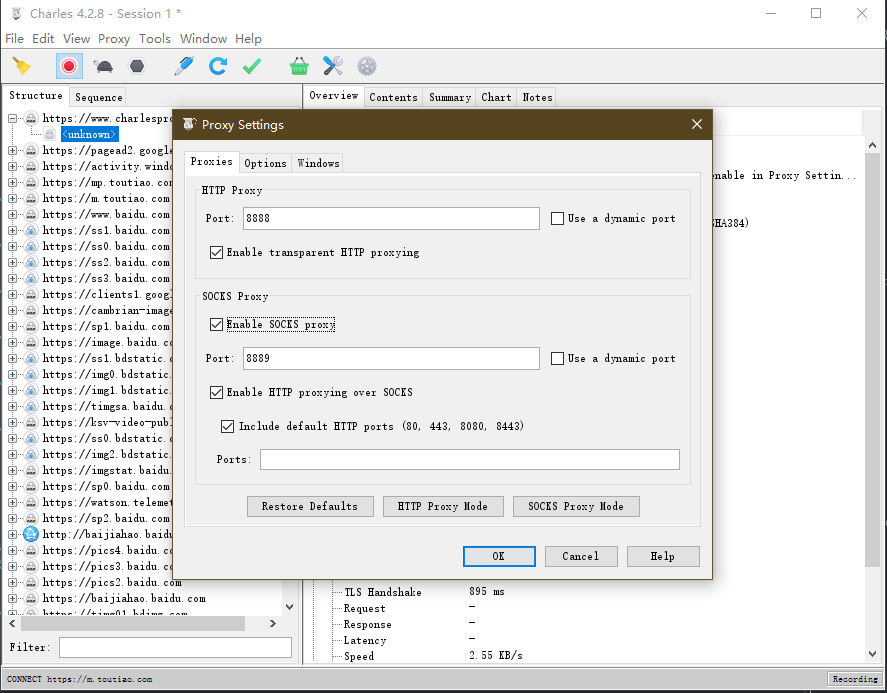 Charles 4.2.8 - Session 1 *
File Edit View Proxy Tools Window Help
Structure Sequence
Overview Contents Summary Chart Notes
https://www.charlespro
<unknown>
https://pagead2.google
https://activity.windo
https://mp.toutiao.com
https://m.toutiao.com
https://www.baidu.com
https://ss1.baidu.com
https://ss0.baidu.com
https://ss2.baidu.com
https://ss3.baidu.com
https://clients1.googl
https://cambrian-image
https://sp1.baidu.com
https://image.baidu.co
https://ss1.bdstatic.
https://img0.bdstatic.
https://img1.bdstatic.
https://timgsa.baidu.c
https://ksv-video-publ
https://ss0.bdstatic.
https://img2.bdstatic.
https://imgstat.baidu.
https://sp0.baidu.com
https://watson.telemet
https://sp2.baidu.com
http://baijiahao.baidu
https://pics4.baidu.co
https://pics3.baidu.co
https://pics2.baidu.com
https://baijiahao.baidu.com
https://timg01.bdimg.com
Filter:
Proxy Settings
Proxies Options Windows
HTTP Proxy
Port: 8888 Use a dynamic port
Enable transparent HTTP proxying
SOCKS Proxy
Enable SOCKS proxy
Port: 8889 Use a dynamic port
Enable HTTP proxying over SOCKS
Include default HTTP ports (80, 443, 8080, 8443)
Ports:
Restore Defaults HTTP Proxy Mode SOCKS Proxy Mode
OK Cancel Help
nable in Proxy Settin...
SHA384)
TLS Handshake 895 ms
Request -
Response -
Latency -
Speed 2.55 KB/s
CONNECT https://m.toutiao.com
Recording